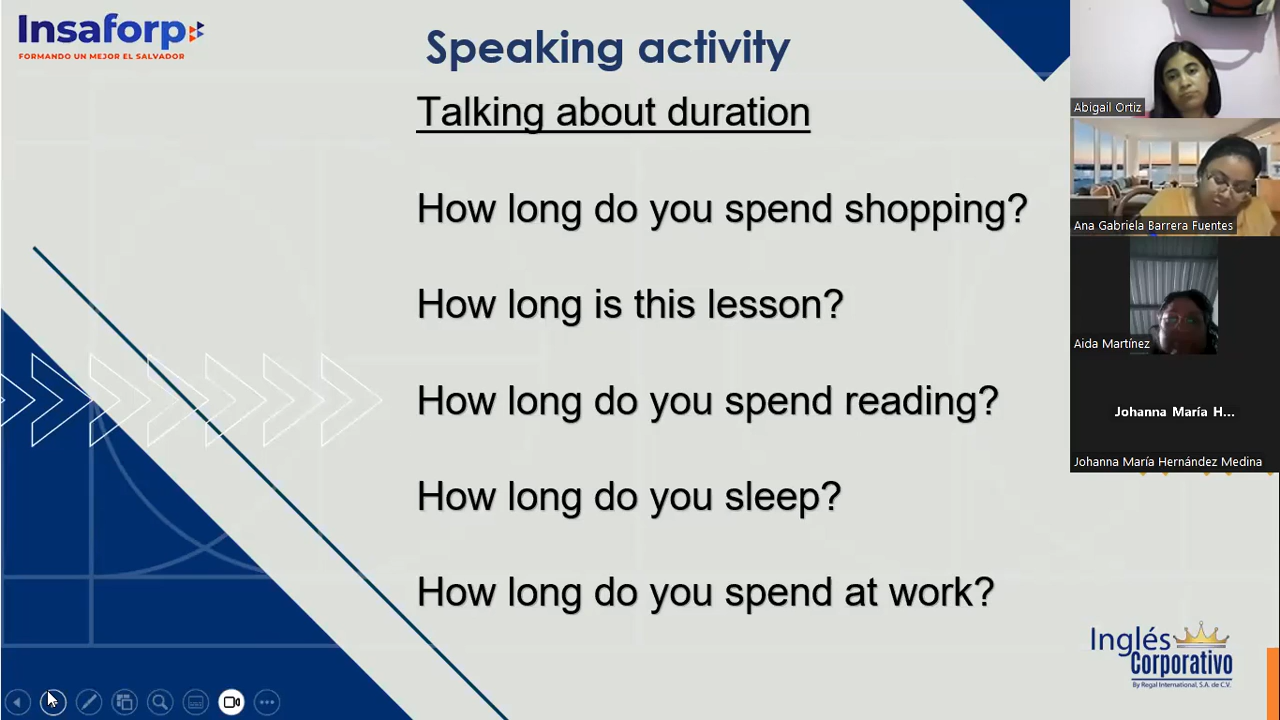 Insaforp
FORMANDO UN MEJOR EL SALVADOR
Speaking activity
Talking about duration
How long do you spend shopping?
How long is this lesson?
How long do you spend reading?
How long do you sleep?
How long do you spend at work?
Abigail Ortiz
Ana Gabriela Barrera Fuentes
Aida Martínez
Johanna María H...
Johanna María Hernández Medina
Inglés
Corporativo
By Regal International, S.A. de C.V.